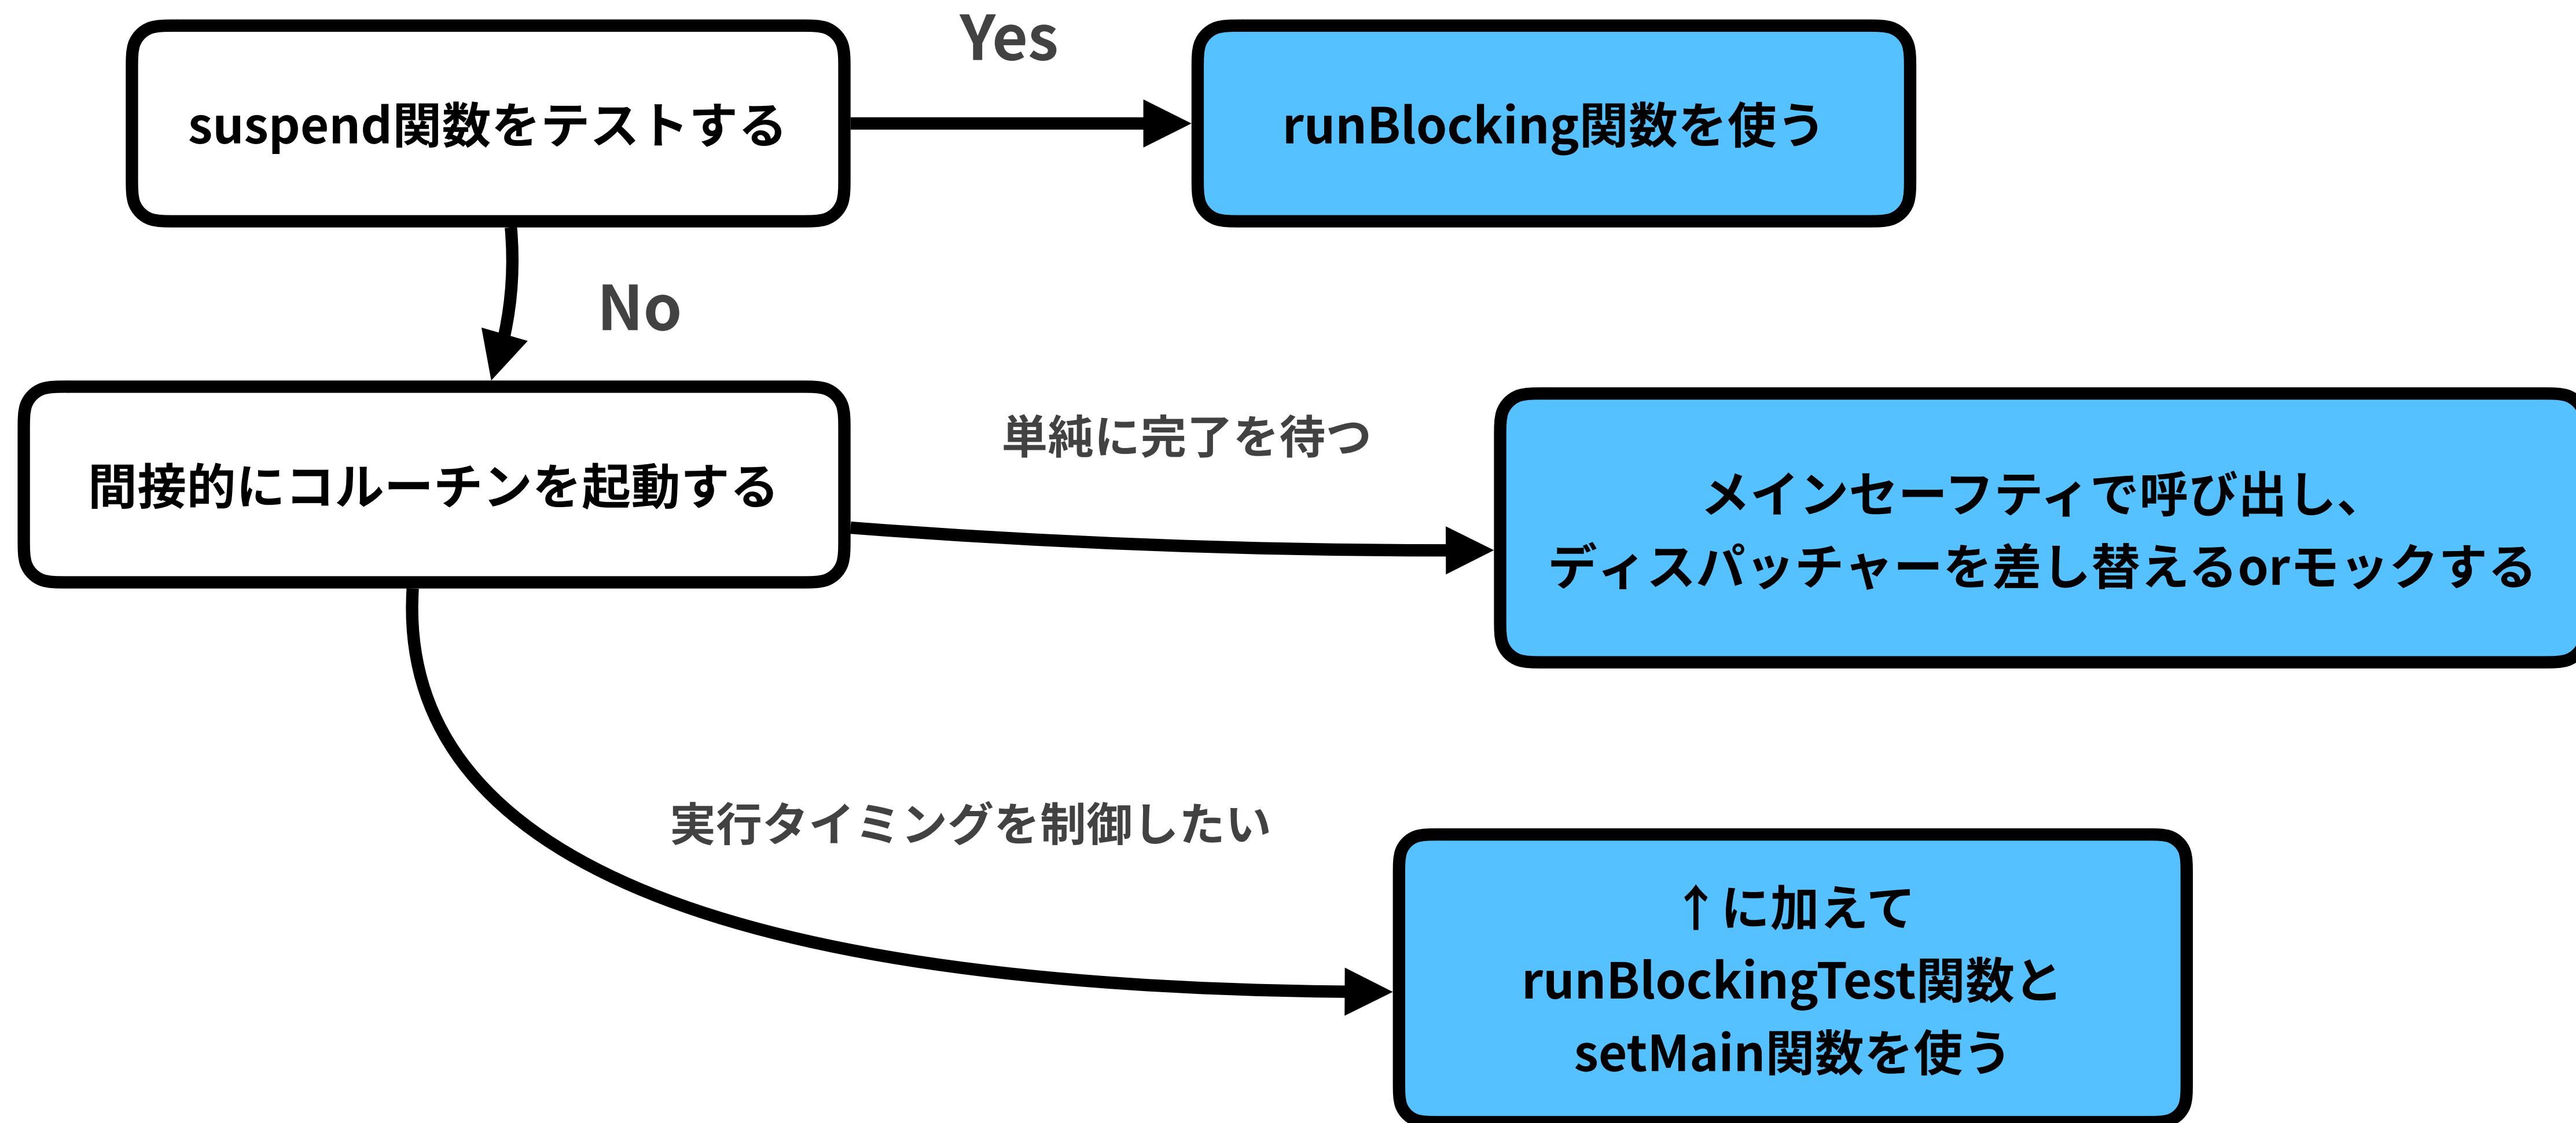 suspend関数をテストする
Yes
runBlocking関数を使う
No
間接的にコルーチンを起動する
単純に完了を待つ
メインセーフティで呼び出し、
ディスパッチャーを差し替えるorモックする
実行タイミングを制御したい
↑に加えて
runBlockingTest関数と
setMain関数を使う